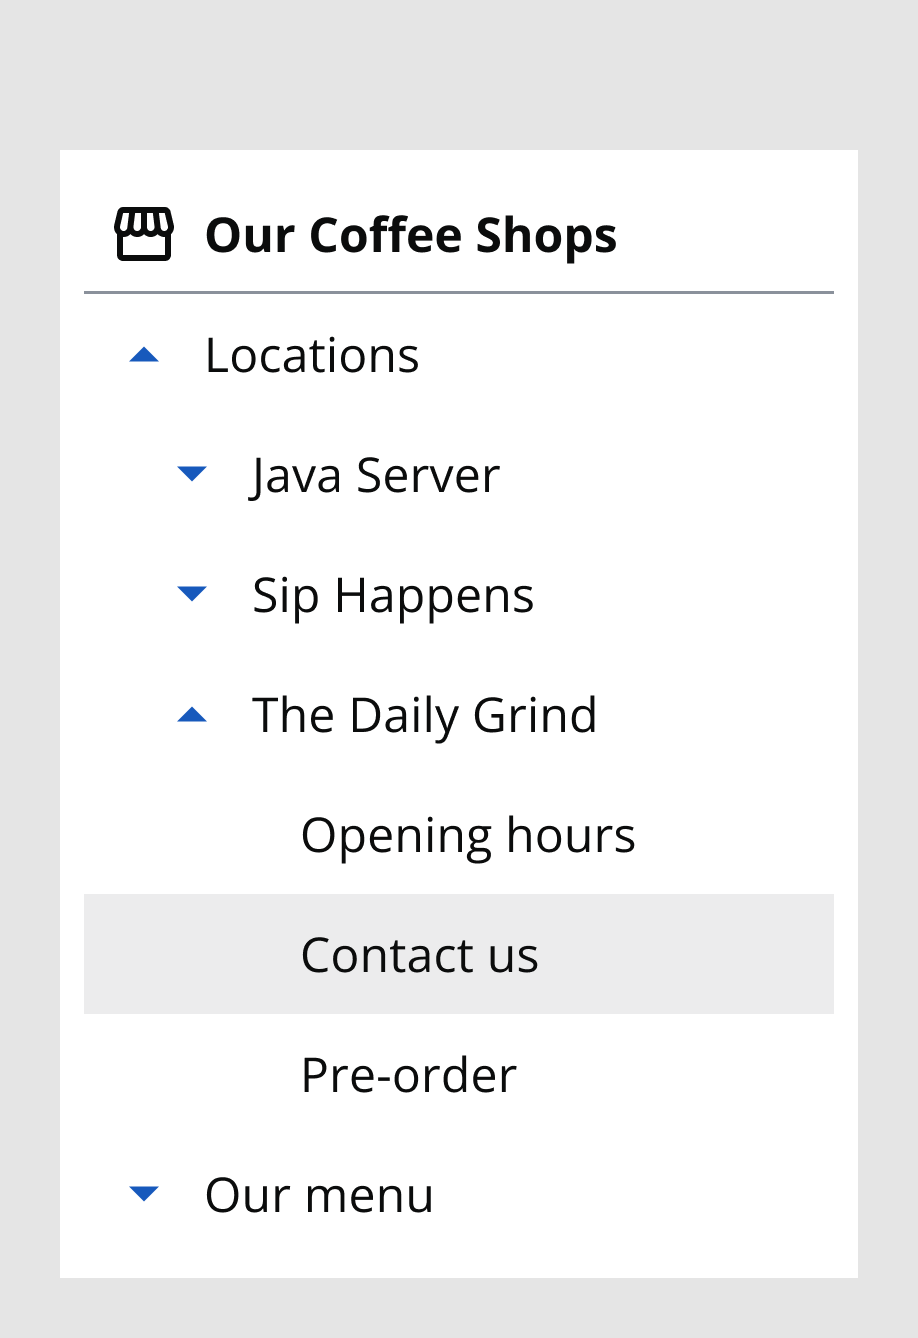 Our Coffee Shops
Locations
Java Server
Sip Happens
The Daily Grind
Opening hours
Contact us
Pre-order
Our menu